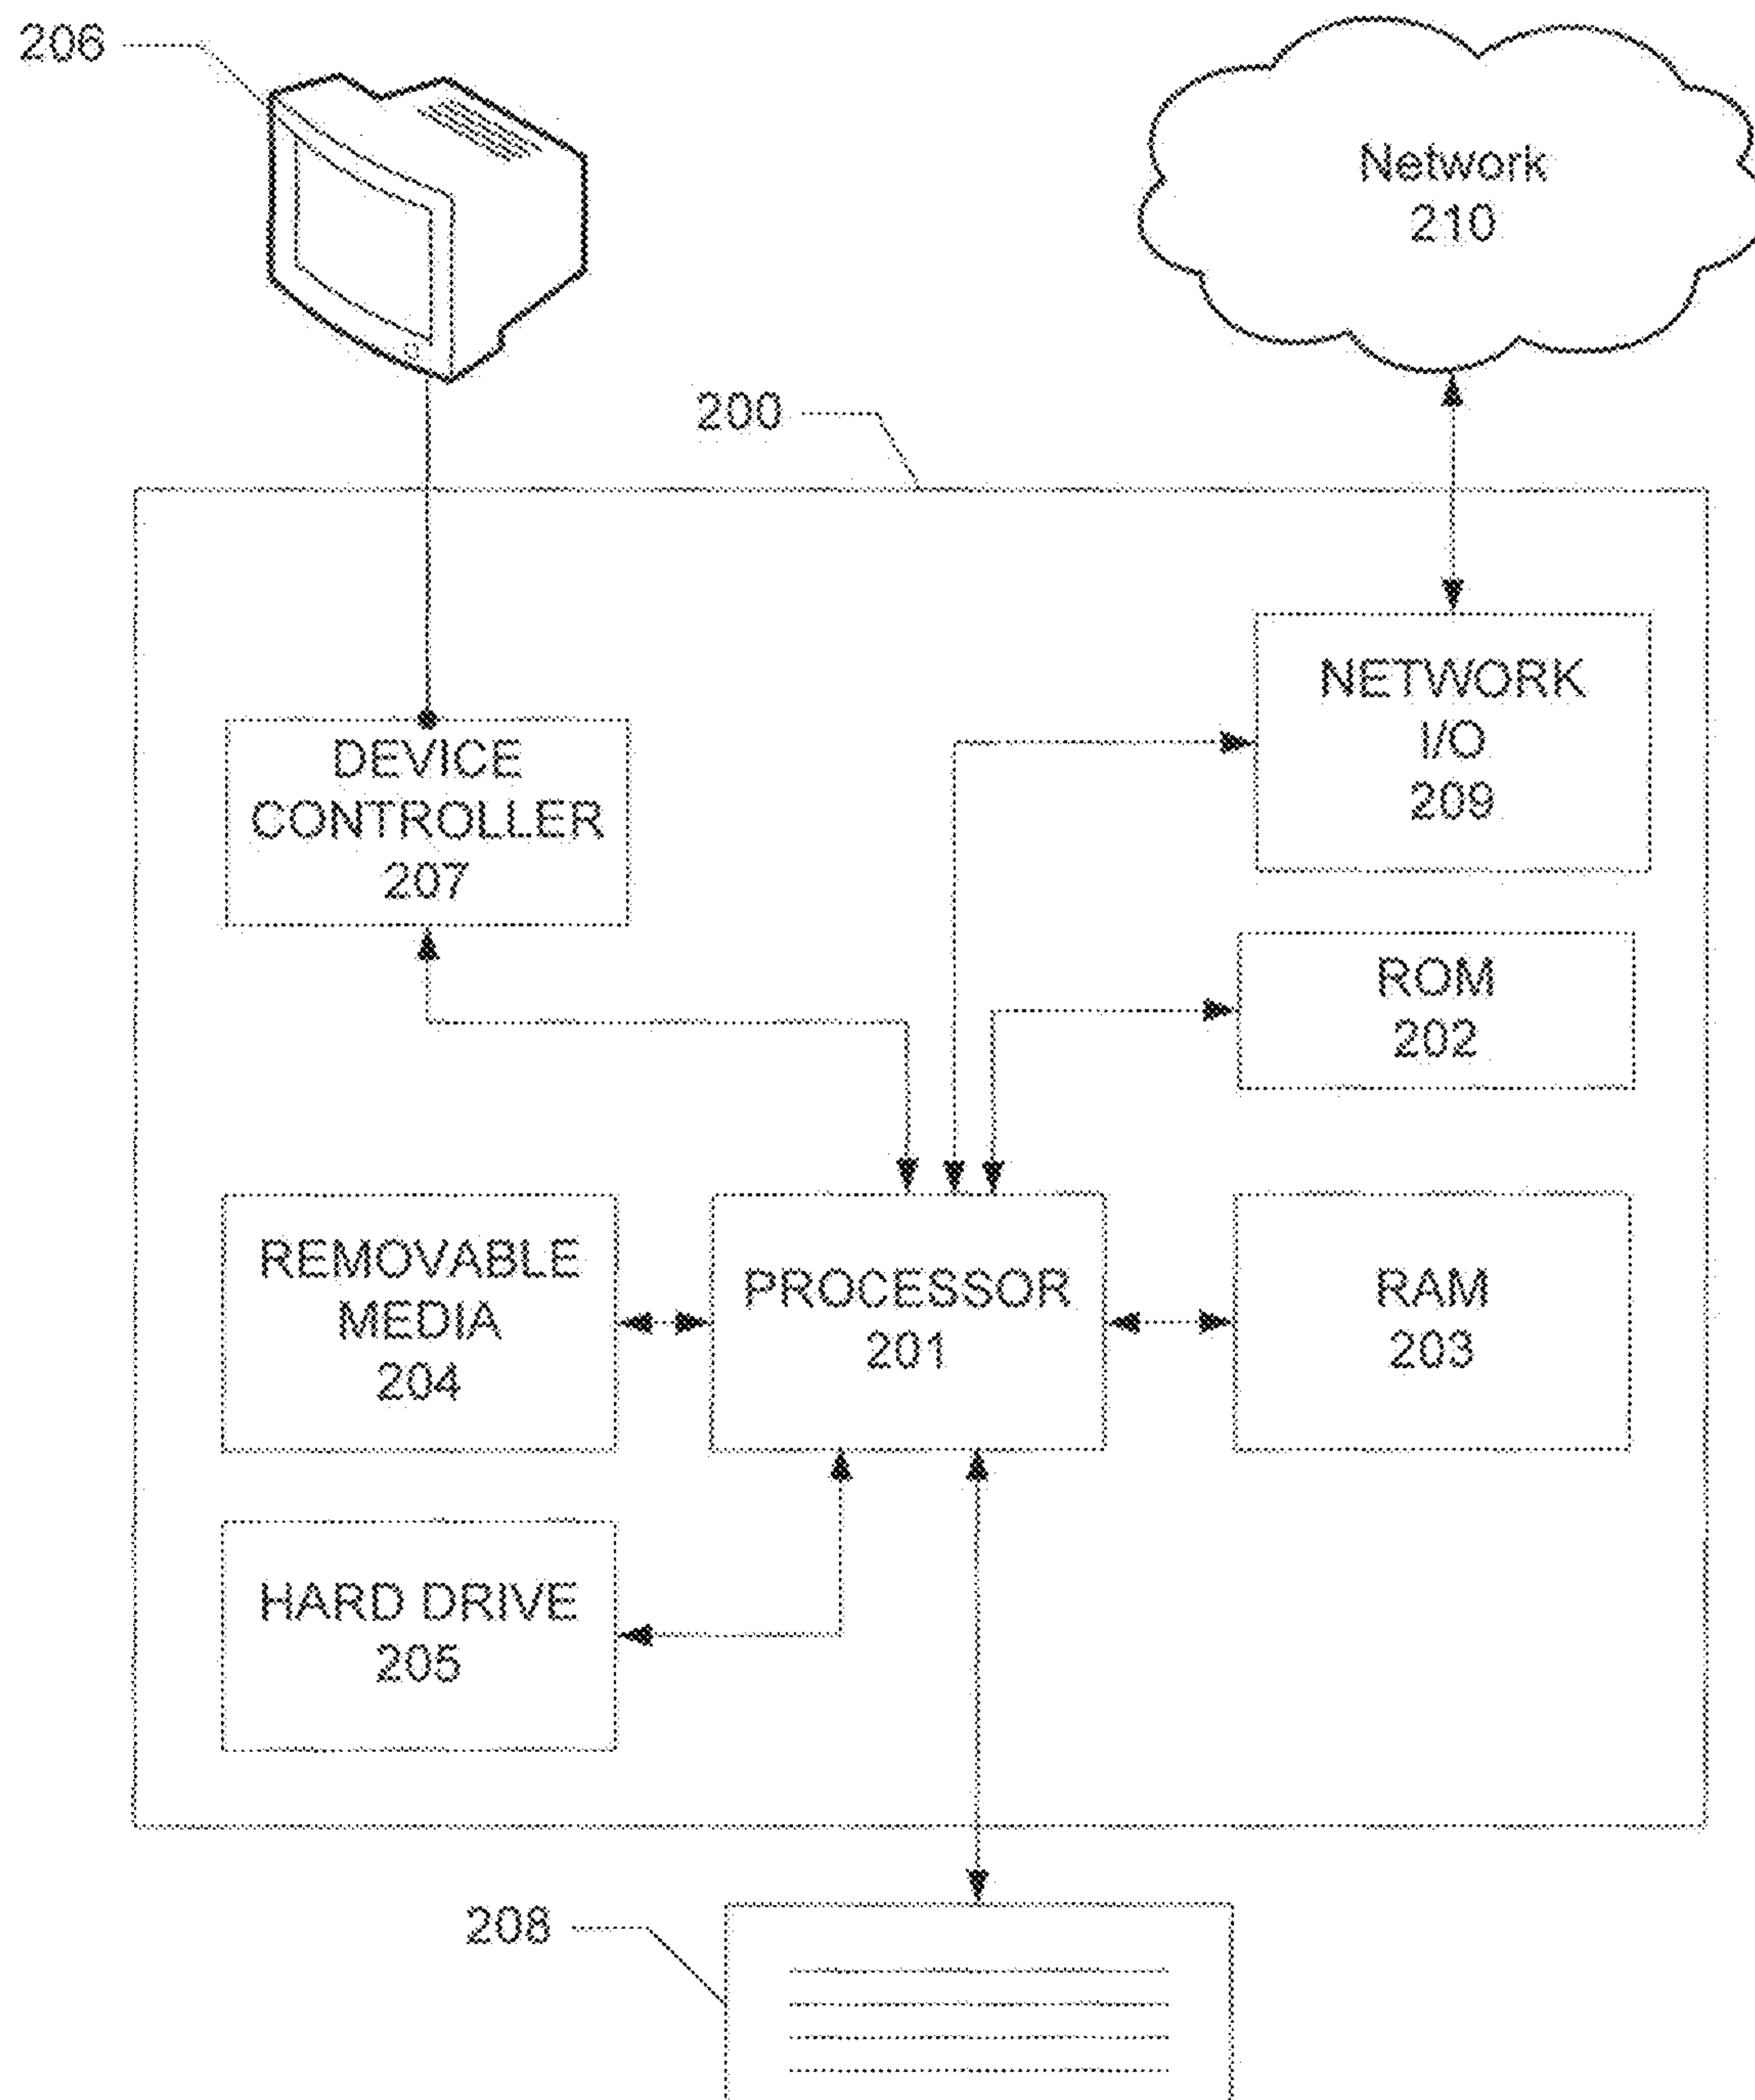 206
Network
210
200
NETWORK
I/O
209
DEVICE
CONTROLLER
207
ROM
202
REMOVABLE
MEDIA
204
PROCESSOR
201
RAM
203
HARD DRIVE
205
208